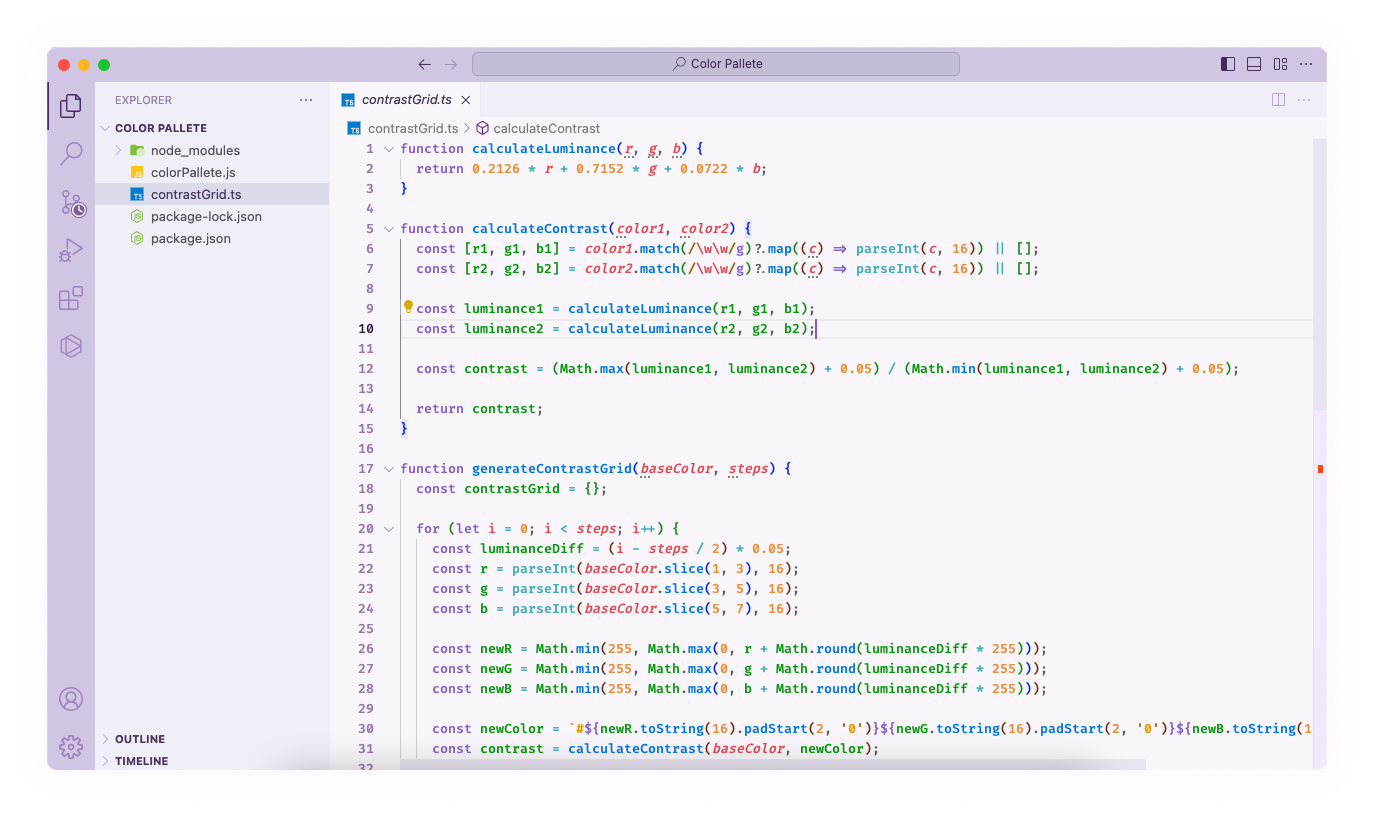 Color Pallete
EXPLORER
COLOR PALLETE
node_modules
colorPallete.js
contrastGrid.ts
package-lock.json
package.json
OUTLINE
TIMELINE
contrastGrid.ts
contrastGrid.ts > calculateContrast
1 function calculateLuminance(r, g, b) {
2 return 0.2126 * r + 0.7152 * g + 0.0722 * b;
3 }
4
5 function calculateContrast(color1, color2) {
6 const [r1, g1, b1] = color1.match(/\w\w/g)?.map((c) => parseInt(c, 16)) || [];
7 const [r2, g2, b2] = color2.match(/\w\w/g)?.map((c) => parseInt(c, 16)) || [];
8
9 const luminance1 = calculateLuminance(r1, g1, b1);
10 const luminance2 = calculateLuminance(r2, g2, b2);
11
12 const contrast = (Math.max(luminance1, luminance2) + 0.05) / (Math.min(luminance1, luminance2) + 0.05);
13
14 return contrast;
15 }
16
17 function generateContrastGrid(baseColor, steps) {
18 const contrastGrid = {};
19
20 for (let i = 0; i < steps; i++) {
21 const luminanceDiff = (i - steps / 2) * 0.05;
22 const r = parseInt(baseColor.slice(1, 3), 16);
23 const g = parseInt(baseColor.slice(3, 5), 16);
24 const b = parseInt(baseColor.slice(5, 7), 16);
25
26 const newR = Math.min(255, Math.max(0, r + Math.round(luminanceDiff * 255)));
27 const newG = Math.min(255, Math.max(0, g + Math.round(luminanceDiff * 255)));
28 const newB = Math.min(255, Math.max(0, b + Math.round(luminanceDiff * 255)));
29
30 const newColor = `#${newR.toString(16).padStart(2, '0')}${newG.toString(16).padStart(2, '0')}${newB.toString(1
31 const contrast = calculateContrast(baseColor, newColor);
32